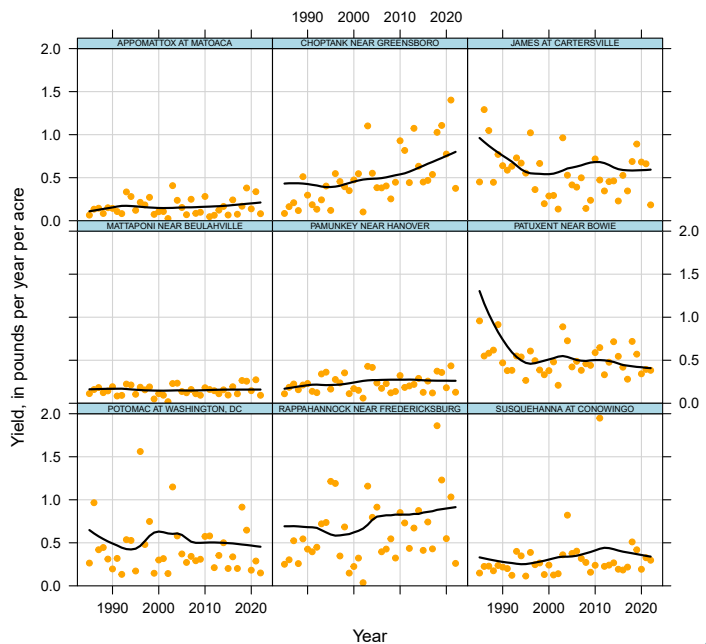 1990 2000 2010 2020
APPOMATTOX AT MATOACA CHOPTANK NEAR GREENSBORO JAMES AT CARTERSVILLE
2.0
1.5
1.0
0.5
0.0
MATTAPONI NEAR BEULAHVILLE PAMUNKEY NEAR HANOVER PATUXENT NEAR BOWIE
2.0
1.5
1.0
0.5
0.0
POTOMAC AT WASHINGTON, DC RAPPAHANNOCK NEAR FREDERICKSBURG SUSQUEHANNA AT CONOWINGO
2.0
1.5
1.0
0.5
0.0
1990 2000 2010 2020 1990 2000 2010 2020
Year
Yield, in pounds per year per acre